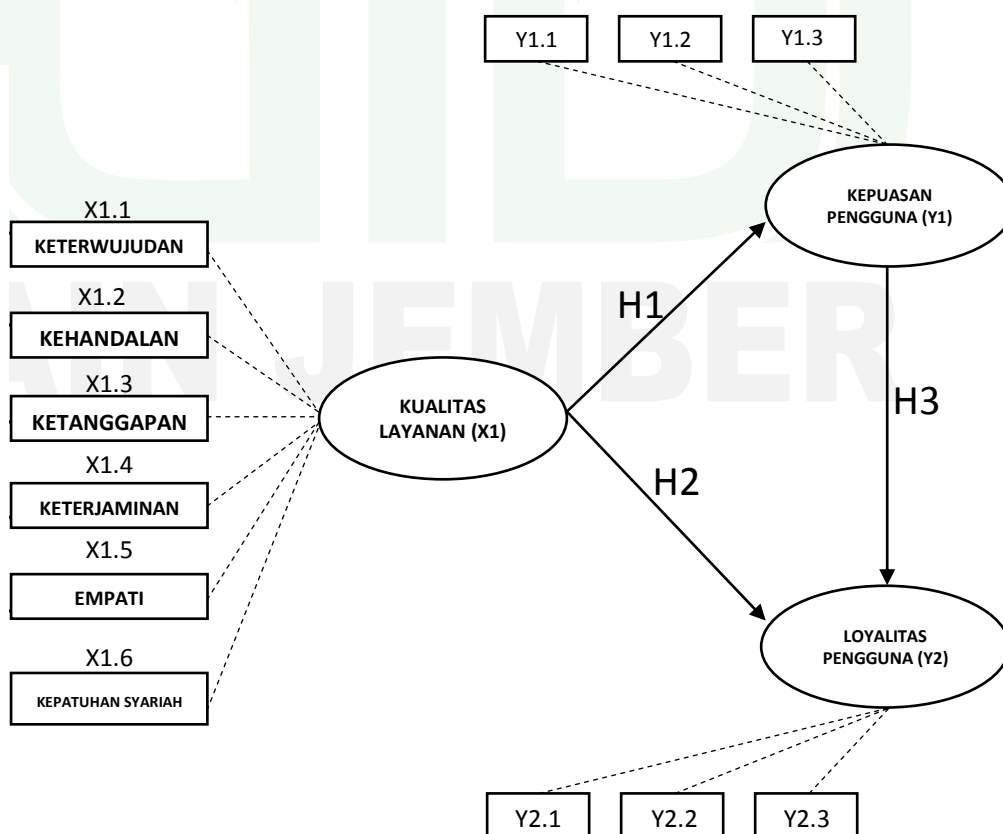 Y1.1
Y1.2
Y1.3
KEPUASAN
PENGGUNA (Y1)
X1.1
KETERWUJUDAN
X1.2
KEHANDALAN
X1.3
KETANGGAPAN
X1.4
KETERJAMINAN
X1.5
EMPATI
X1.6
KEPATUHAN SYARIAH
KUALITAS
LAYANAN (X1)
H1
H2
H3
LOYALITAS
PENGGUNA (Y2)
Y2.1
Y2.2
Y2.3
AIN JEMBER